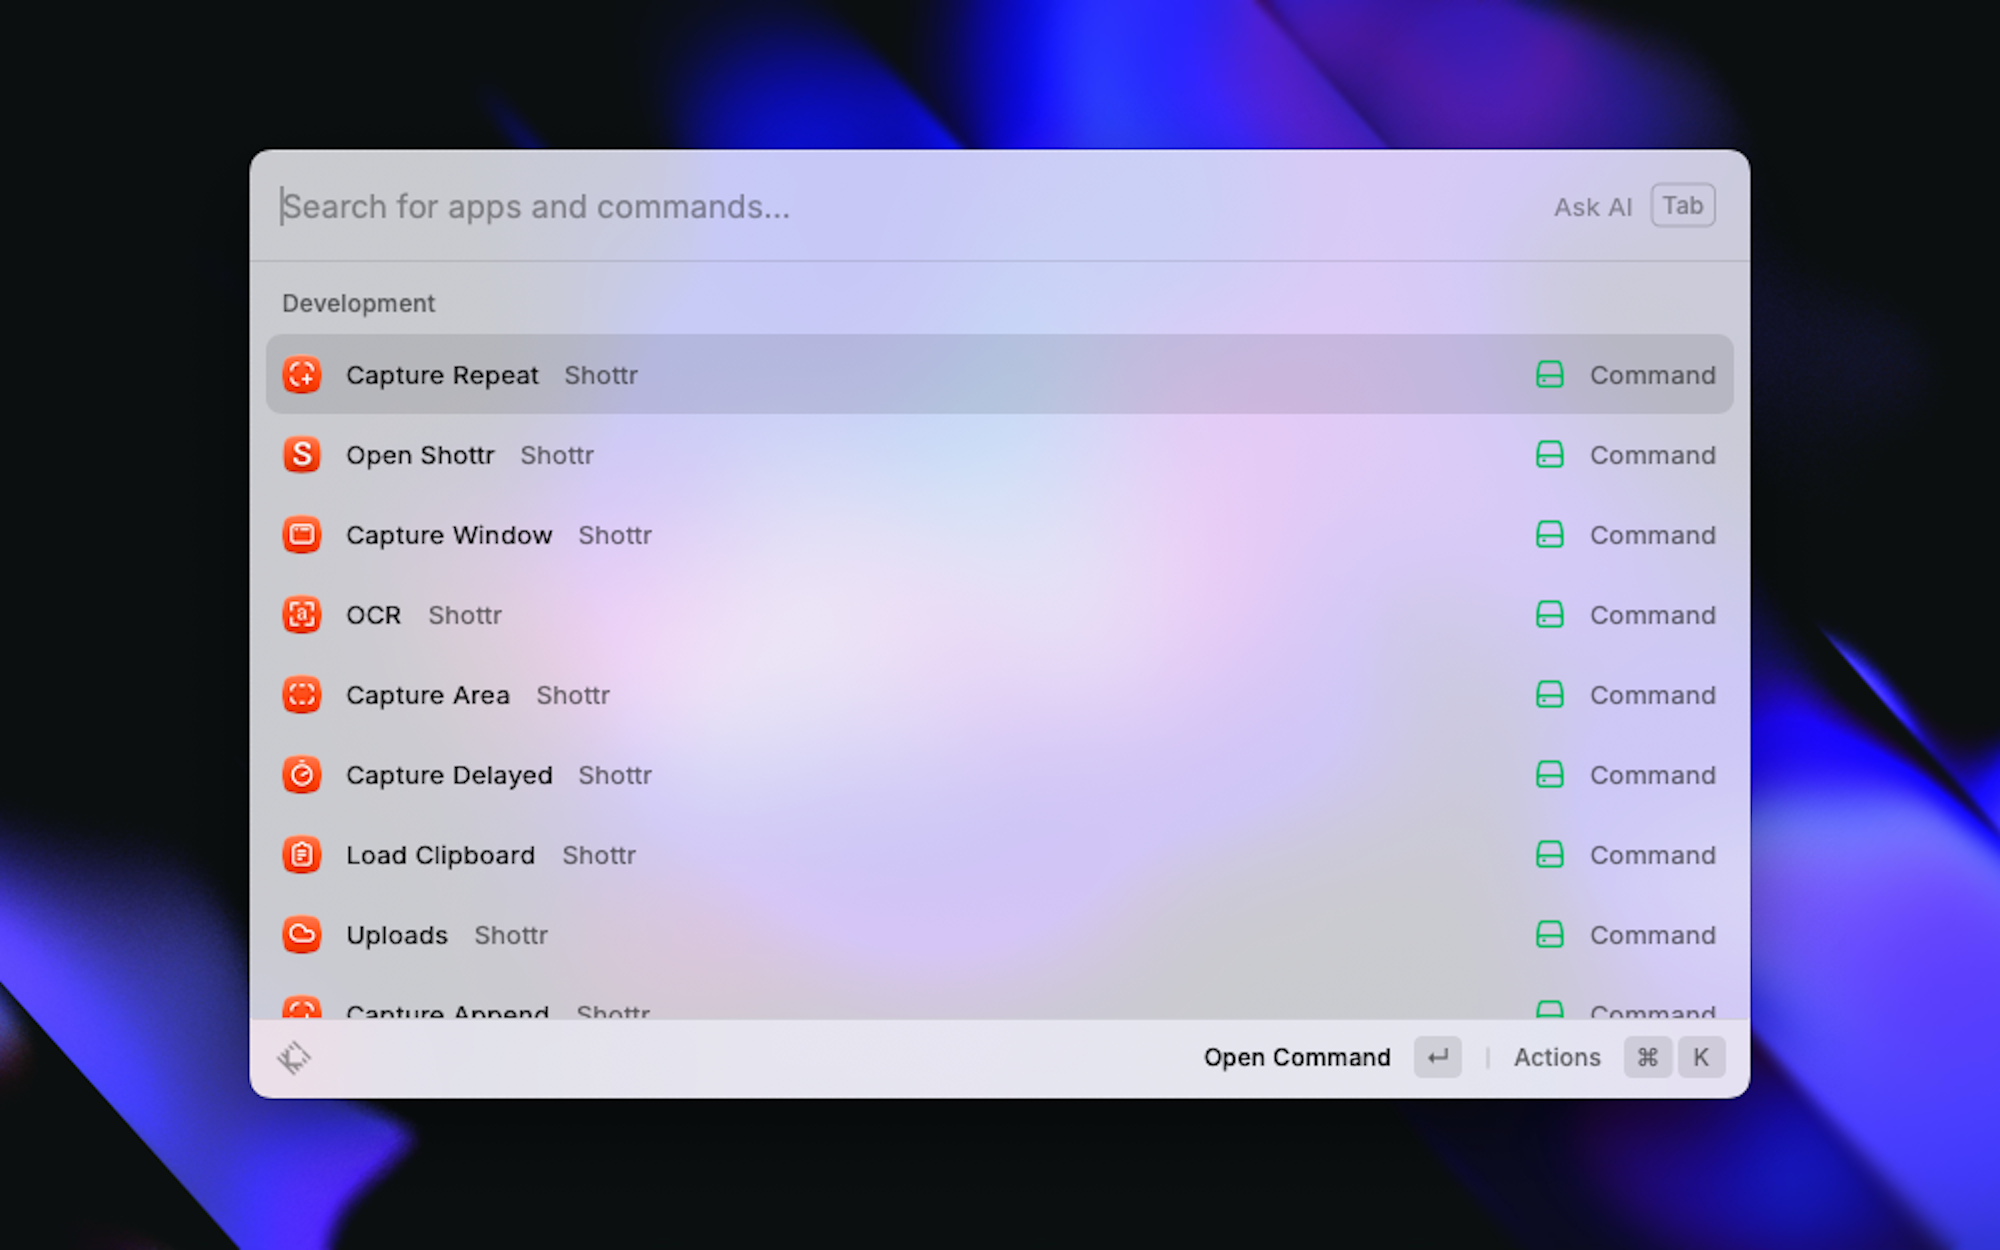 Search for apps and commands... Ask AI Tab
Development
Capture Repeat Shottr Command
Open Shottr Shottr Command
Capture Window Shottr Command
OCR Shottr Command
Capture Area Shottr Command
Capture Delayed Shottr Command
Load Clipboard Shottr Command
Uploads Shottr Command
Capture Append Shottr Command
Open Command ↵ | Actions ⌘ K